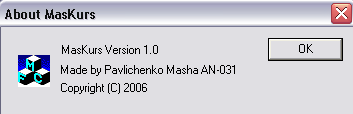 About MasKurs
MasKurs Version 1.0
OK
Made by Pavlichenko Masha AN-031
Copyright (C) 2006
M
F C